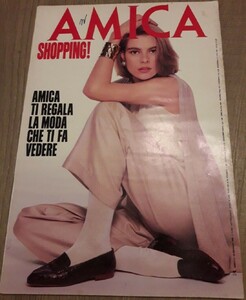 AMICA
SHOPPING!
AMICA
TI REGALA
LA MODA
CHE TI FA
VEDERE